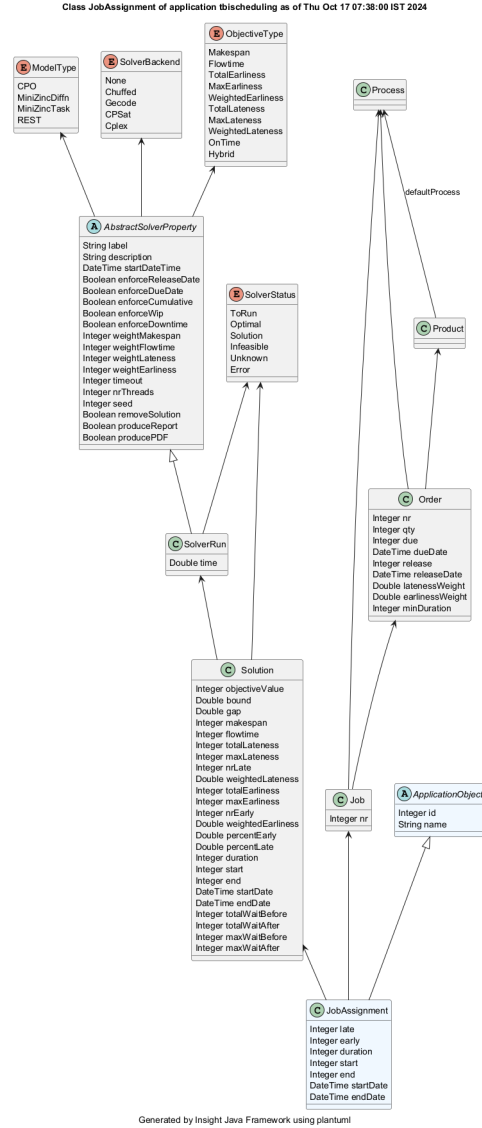 Class JobAssignment of application tbischeduling as of Thu Oct 17 07:38:00 IST 2024
E ModelType
CPO
MiniZincDiffn
MiniZincTask
REST
E SolverBackend
None
Chuffed
Gecode
CPSat
Cplex
E ObjectiveType
Makespan
Flowtime
TotalEarliness
MaxEarliness
WeightedEarliness
TotalLateness
MaxLateness
WeightedLateness
OnTime
Hybrid
C Process
defaultProcess
A AbstractSolverProperty
String label
String description
DateTime startDateTime
Boolean enforceReleaseDate
Boolean enforceDueDate
Boolean enforceCumulative
Boolean enforceWip
Boolean enforceDowntime
Integer weightMakespan
Integer weightFlowtime
Integer weightLateness
Integer weightEarliness
Integer timeout
Integer nrThreads
Integer seed
Boolean removeSolution
Boolean produceReport
Boolean producePDF
E SolverStatus
ToRun
Optimal
Solution
Infeasible
Unknown
Error
C Product
C Order
Integer nr
Integer qty
Integer due
DateTime dueDate
Integer release
DateTime releaseDate
Double latenessWeight
Double earlinessWeight
Integer minDuration
C SolverRun
Double time
C Solution
Integer objectiveValue
Double bound
Double gap
Integer makespan
Integer flowtime
Integer totalLateness
Integer maxLateness
Integer nrLate
Double weightedLateness
Integer totalEarliness
Integer maxEarliness
Integer nrEarly
Double weightedEarliness
Double percentEarly
Double percentLate
Integer duration
Integer start
Integer end
DateTime startDate
DateTime endDate
Integer totalWaitBefore
Integer totalWaitAfter
Integer maxWaitBefore
Integer maxWaitAfter
C Job
Integer nr
A ApplicationObject
Integer id
String name
C JobAssignment
Integer late
Integer early
Integer duration
Integer start
Integer end
DateTime startDate
DateTime endDate
Generated by Insight Java Framework using plantuml